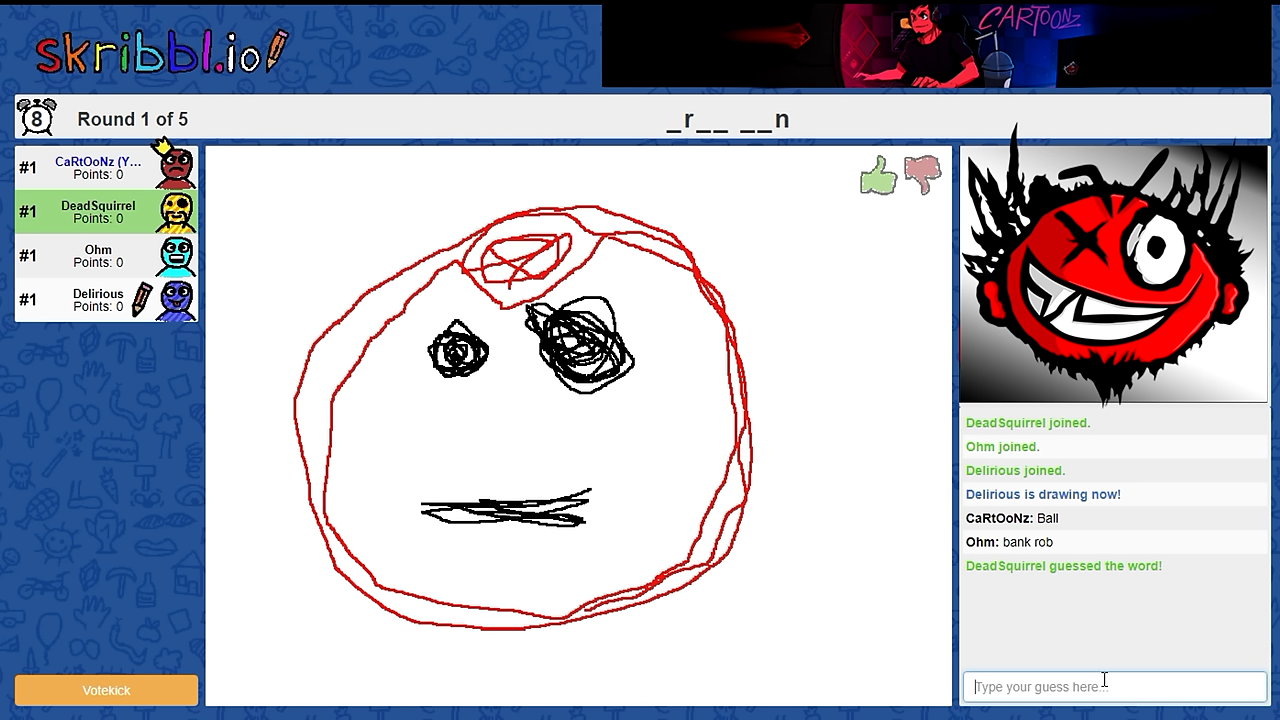 skribbl.io
CARTOONZ
8
Round 1 of 5
_r__ __n
#1
CaRtOoNz (Y...
Points: 0
#1
DeadSquirrel
Points: 0
#1
Ohm
Points: 0
#1
Delirious
Points: 0
DeadSquirrel joined.
Ohm joined.
Delirious joined.
Delirious is drawing now!
CaRtOoNz: Ball
Ohm: bank rob
DeadSquirrel guessed the word!
Votekick
Type your guess here...